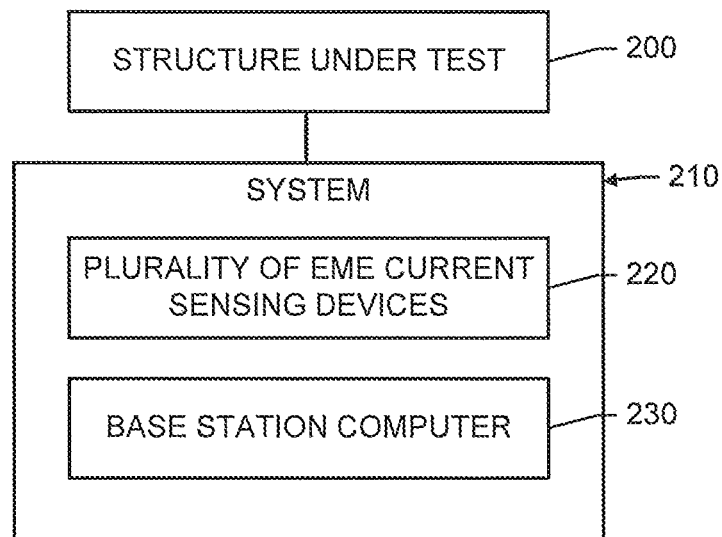 STRUCTURE UNDER TEST
200
SYSTEM
210
PLURALITY OF EME CURRENT
SENSING DEVICES
220
BASE STATION COMPUTER
230